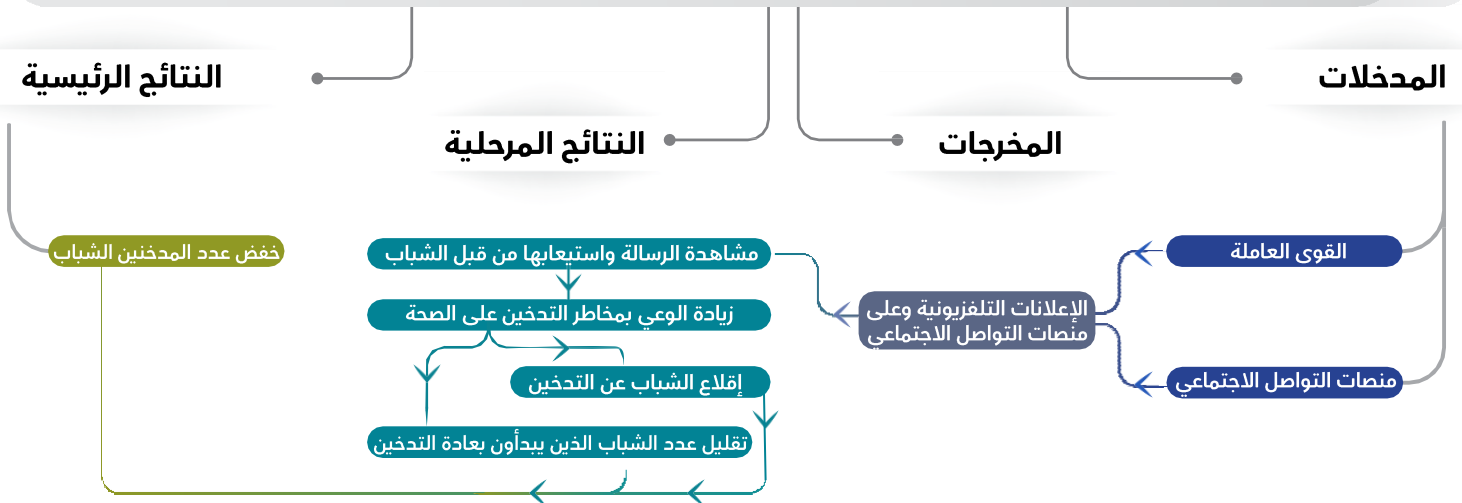 المدخلات
المخرجات
النتائج المرحلية
النتائج الرئيسية
القوى العاملة
منصات التواصل الاجتماعي
الإعلانات التلفزيونية وعلى
منصات التواصل الاجتماعي
مشاهدة الرسالة واستيعابها من قبل الشباب
زيادة الوعي بمخاطر التدخين على الصحة
إقلاع الشباب عن التدخين
تقليل عدد الشباب الذين يبدأون بعادة التدخين
خفض عدد المدخنين الشباب